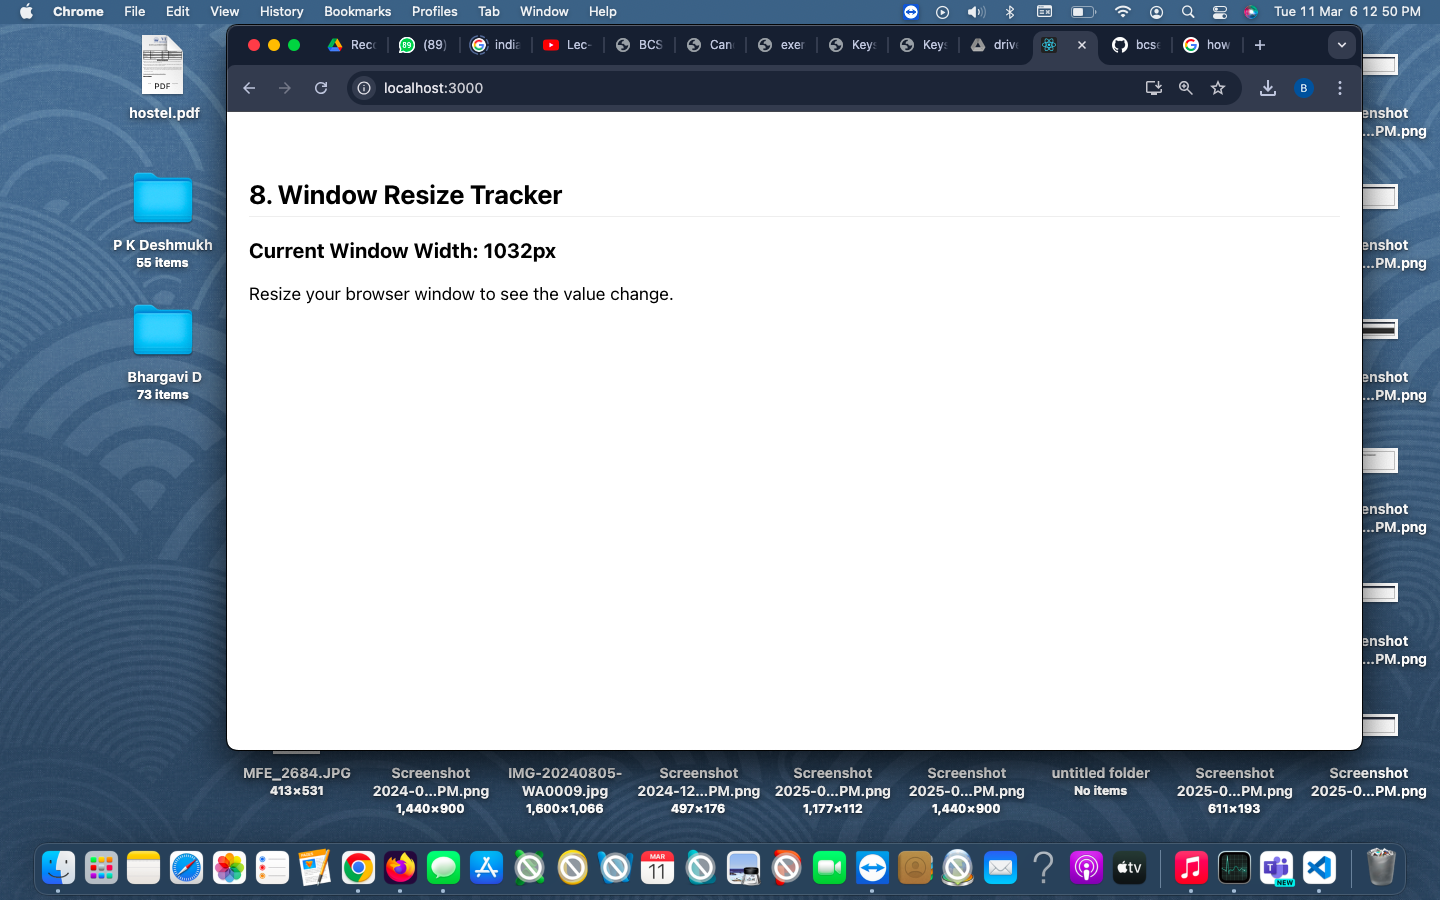 Chrome File Edit View History Bookmarks Profiles Tab Window Help Tue 11 Mar 6 12 50 PM
Rec (89) india Lec- BCS Can exer Key Key drive bcse how
localhost:3000 B
8. Window Resize Tracker
Current Window Width: 1032px
Resize your browser window to see the value change.
PDF
hostel.pdf
P K Deshmukh
55 items
Bhargavi D
73 items
enshot
...PM.png
enshot
...PM.png
enshot
...PM.png
enshot
...PM.png
enshot
...PM.png
MFE_2684.JPG
413×531
Screenshot
2024-0...PM.png
1,440×900
IMG-20240805-
WA0009.jpg
1,600×1,066
Screenshot
2024-12...PM.png
497×176
Screenshot
2025-0...PM.png
1,177×112
Screenshot
2025-0...PM.png
1,440×900
untitled folder
No items
Screenshot
2025-0...PM.png
611×193
Screenshot
2025-0...PM.png
MAR
11
tv
NEW